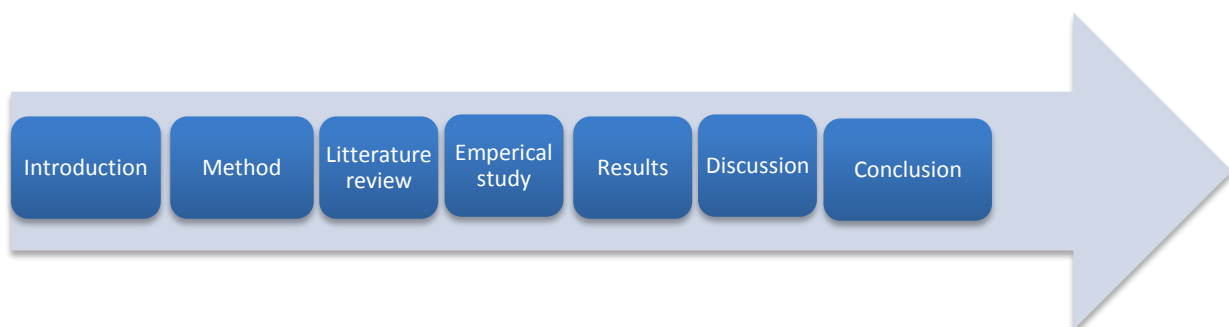 Introduction
Method
Litterature
review
Emperical
study
Results
Discussion
Conclusion